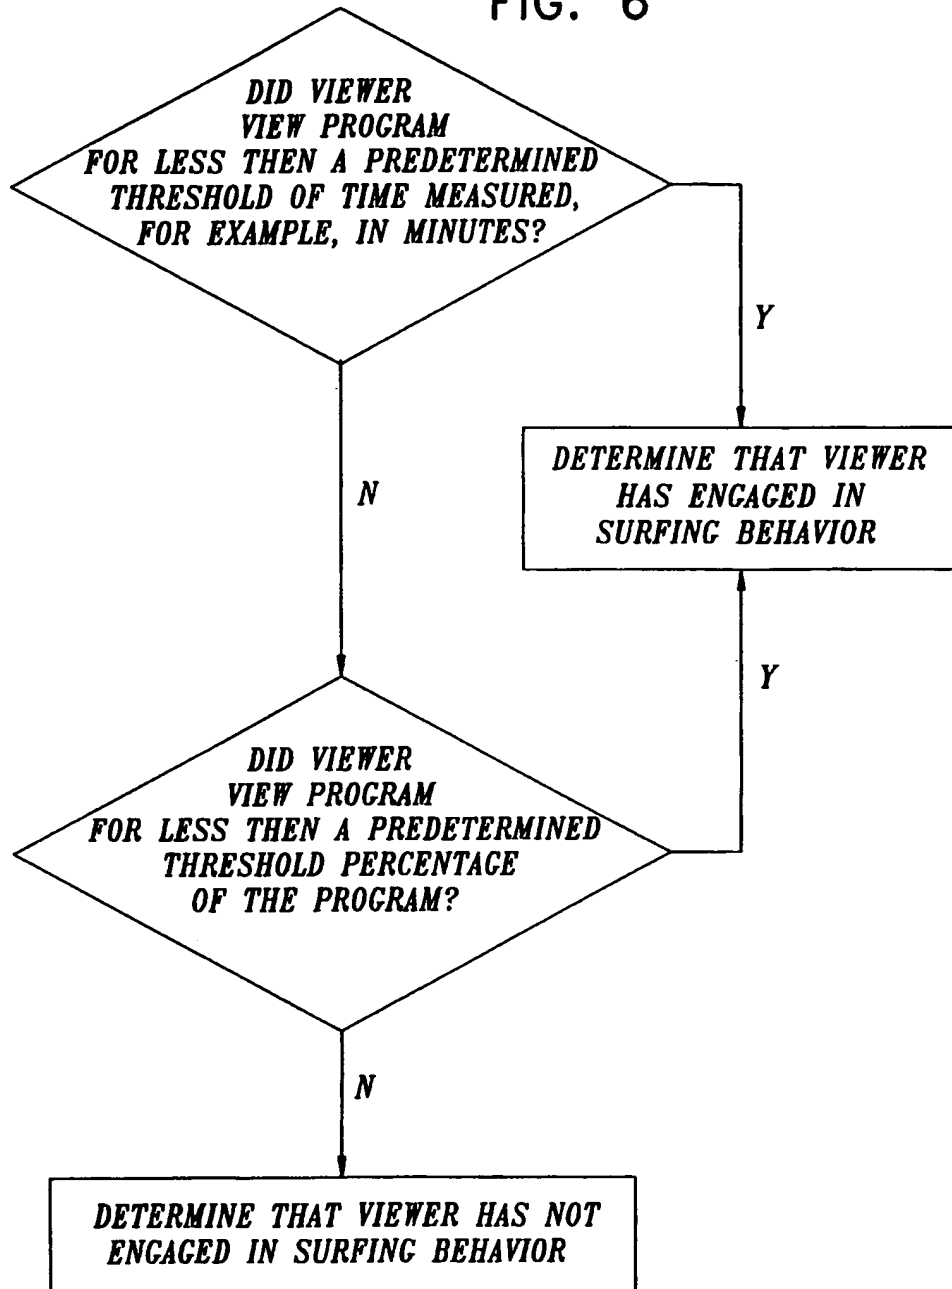 FIG. 6
DID VIEWER
VIEW PROGRAM
FOR LESS THEN A PREDETERMINED
THRESHOLD OF TIME MEASURED,
FOR EXAMPLE, IN MINUTES?
Y
DETERMINE THAT VIEWER
HAS ENGAGED IN
SURFING BEHAVIOR
N
Y
DID VIEWER
VIEW PROGRAM
FOR LESS THEN A PREDETERMINED
THRESHOLD PERCENTAGE
OF THE PROGRAM?
N
DETERMINE THAT VIEWER HAS NOT
ENGAGED IN SURFING BEHAVIOR